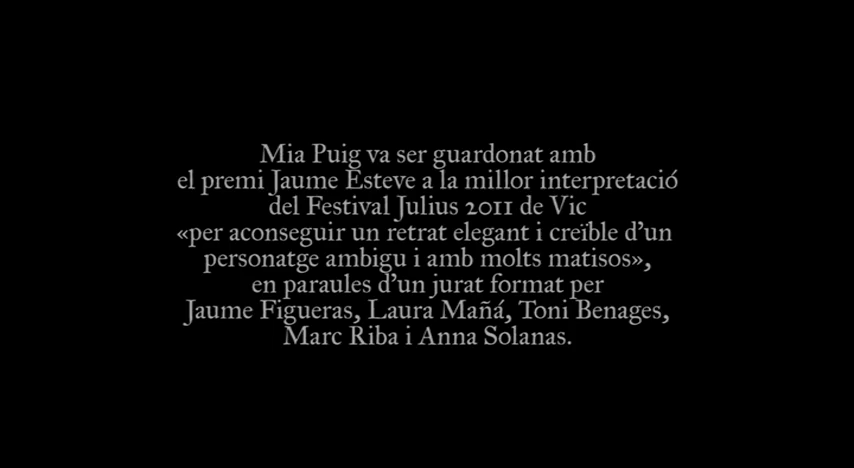 Mia Puig va ser guardonat amb
el premi Jaume Esteve a la millor interpretació
del Festival Julius 2011 de Vic
«per aconseguir un retrat elegant i creïble d'un
personatge ambigu i amb molts matisos»,
en paraules d'un jurat format per
Jaume Figueras, Laura Mañá, Toni Benages,
Marc Riba i Anna Solanas.